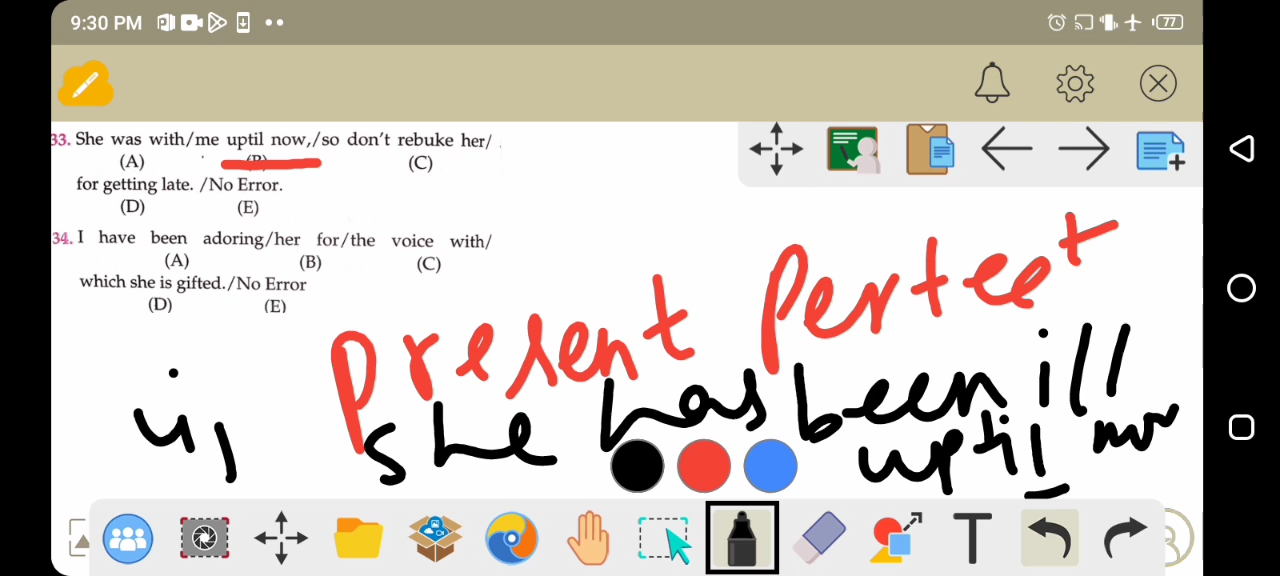 9:30 PM
77
33. She was with/me uptil now,/so don't rebuke her/
(A) (B) (C)
for getting late. /No Error.
(D) (E)
34. I have been adoring/her for/the voice with/
(A) (B) (C)
which she is gifted./No Error
(D) (E)
Present Perfect
she has been ill
uptil now
T